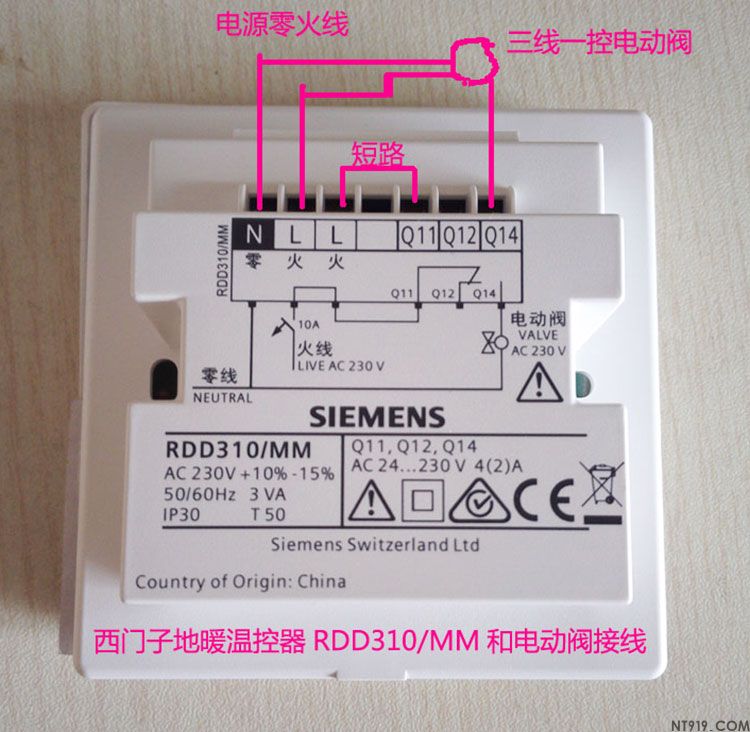 电源零火线
三线一控电动阀
短路
RDD310/MM
N L L Q11 Q12 Q14
零 火 火
Q11 Q12 Q14
10A
火线
LIVE AC 230 V
电动阀
VALVE
AC 230 V
零线
NEUTRAL
SIEMENS
RDD310/MM
AC 230V +10% -15%
50/60Hz 3 VA
IP30 T 50
Q11, Q12, Q14
AC 24...230 V 4(2)A
CE
Siemens Switzerland Ltd
Country of Origin: China
西门子地暖温控器 RDD310/MM 和电动阀接线
NT919.COM